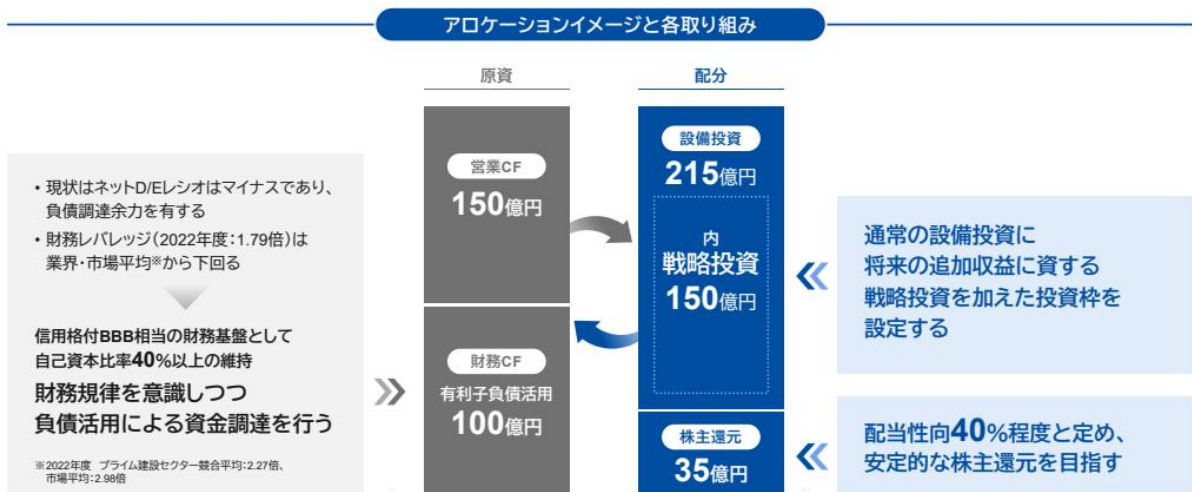 アロケーションイメージと各取り組み
原資
配分
・現状はネットD/Eレシオはマイナスであり、
負債調達余力を有する
・財務レバレッジ(2022年度:1.79倍)は
業界・市場平均※から下回る
信用格付BBB相当の財務基盤として
自己資本比率40%以上の維持
財務規律を意識しつつ
負債活用による資金調達を行う
※2022年度 プライム建設セクター競合平均:2.27倍、
市場平均:2.98倍
営業CF
150億円
財務CF
有利子負債活用
100億円
設備投資
215億円
内
戦略投資
150億円
株主還元
35億円
通常の設備投資に
将来の追加収益に資する
戦略投資を加えた投資枠を
設定する
配当性向40%程度と定め、
安定的な株主還元を目指す